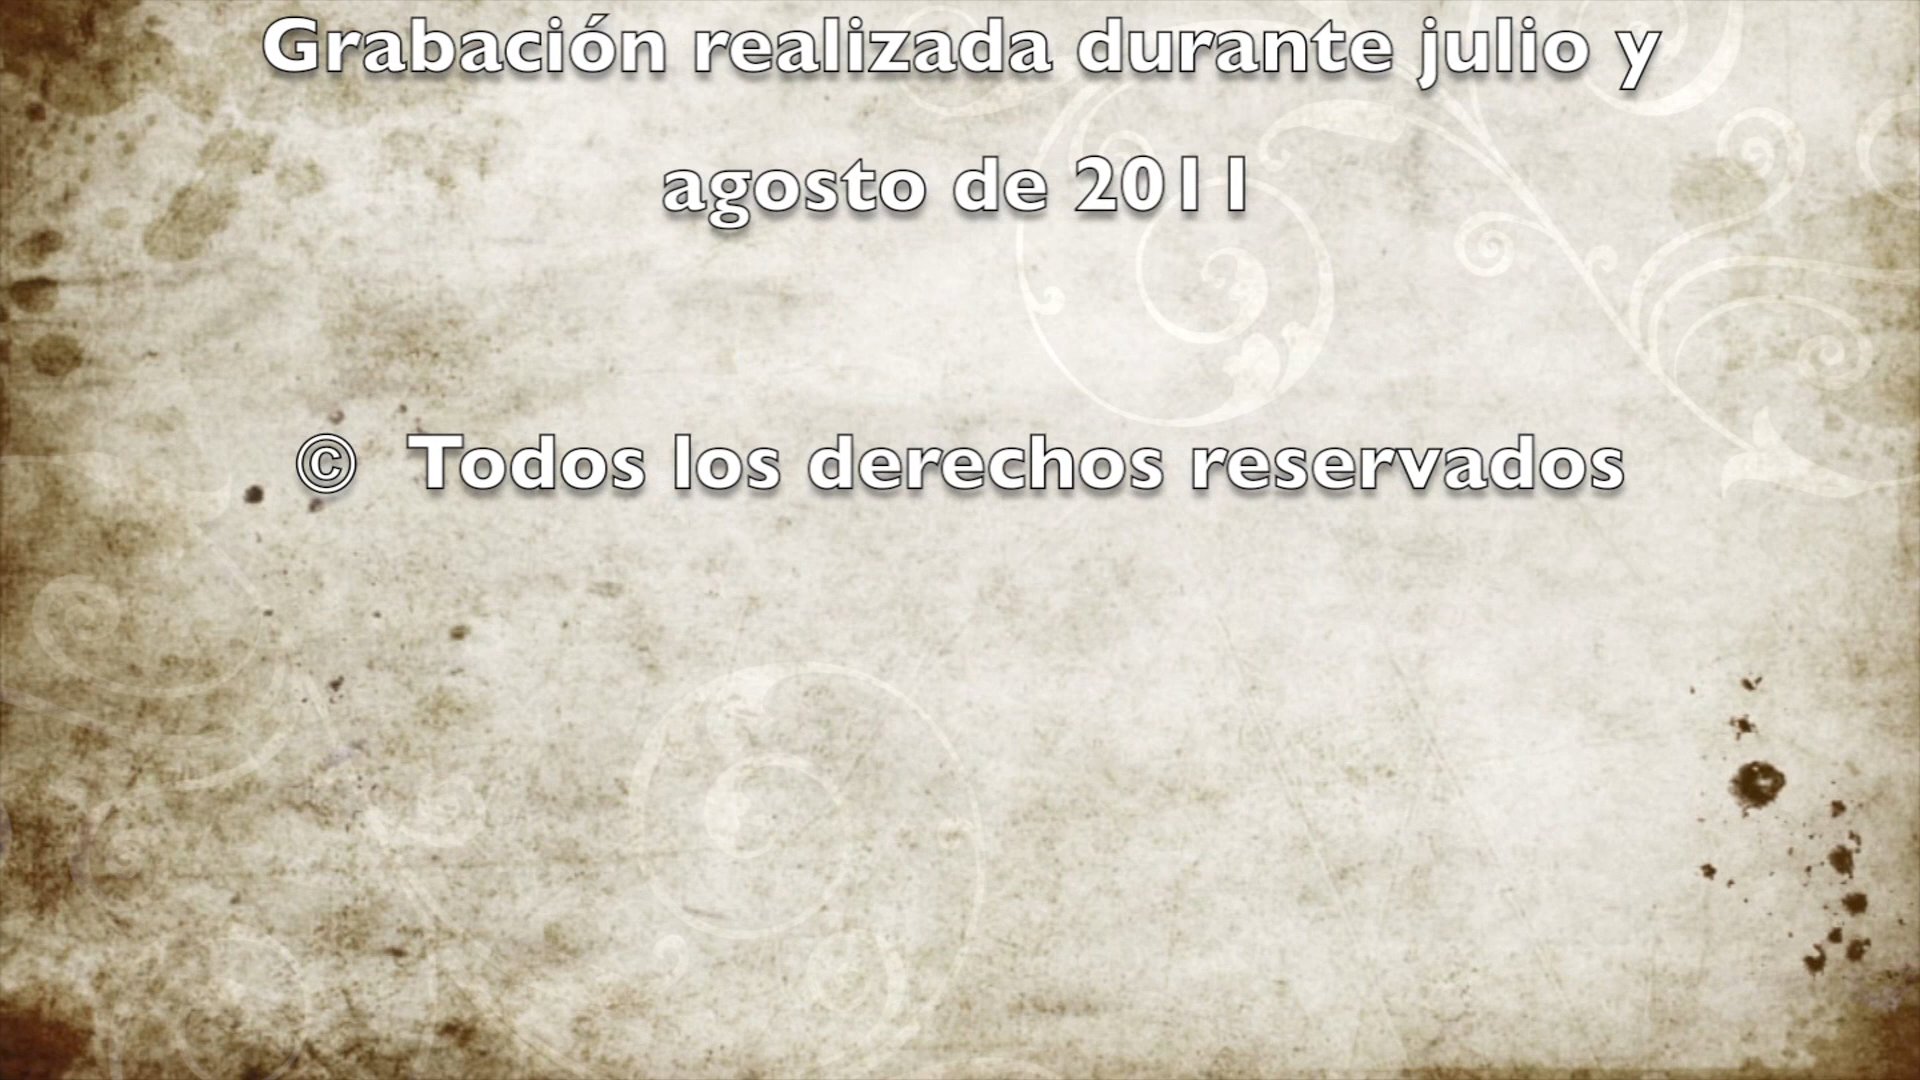 Grabación realizada durante julio y
agosto de 2011
© Todos los derechos reservados